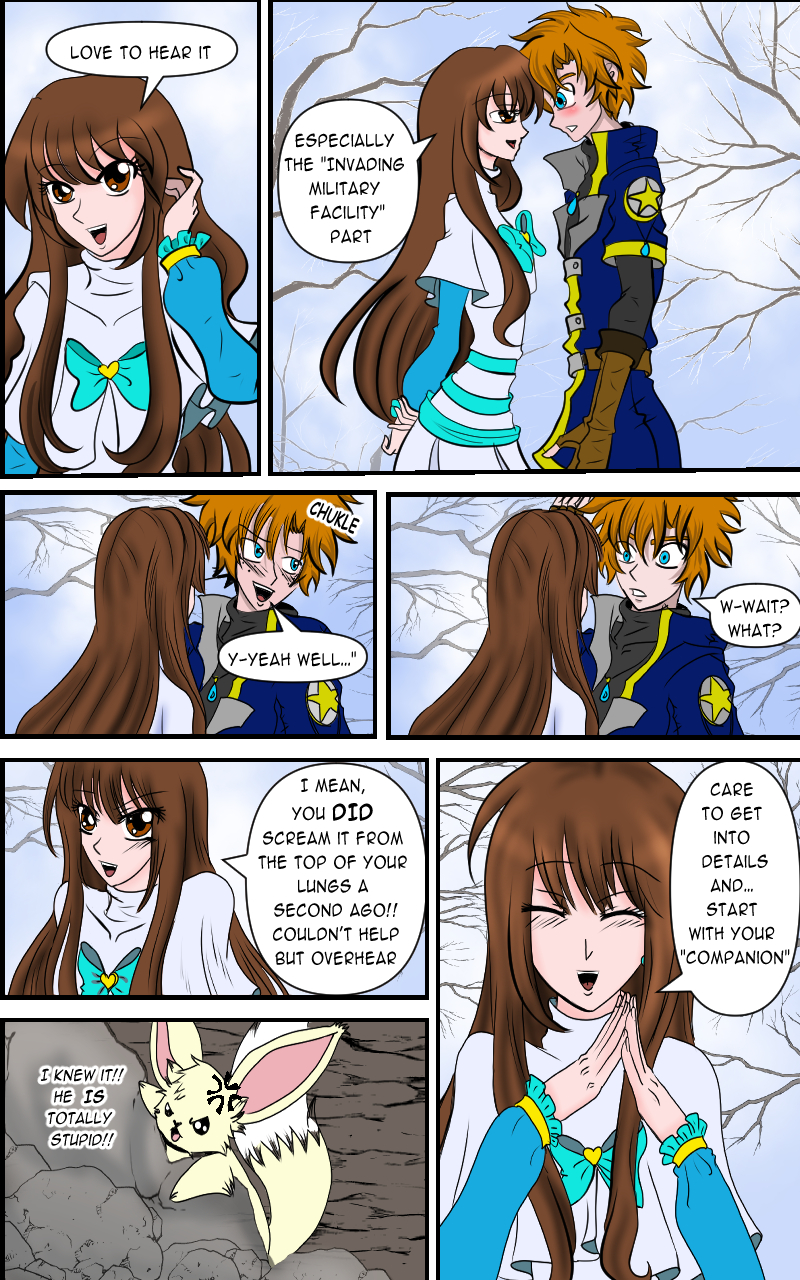 LOVE TO HEAR IT
ESPECIALLY
THE "INVADING
MILITARY
FACILITY"
PART
CHUKLE
Y-YEAH WELL..."
W-WAIT?
WHAT?
I MEAN,
YOU DID
SCREAM IT FROM
THE TOP OF YOUR
LUNGS A
SECOND AGO!!
COULDN'T HELP
BUT OVERHEAR
CARE
TO GET
INTO
DETAILS
AND...
START
WITH YOUR
"COMPANION"
I KNEW IT!!
HE IS
TOTALLY
STUPID!!